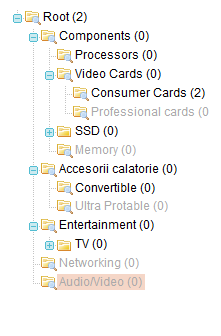 Root (2)
Components (0)
Processors (0)
Video Cards (0)
Consumer Cards (2)
Professional cards (0
SSD (0)
Memory (0)
Accesorii calatorie (0)
Convertible (0)
Ultra Protable (0)
Entertainment (0)
TV (0)
Networking (0)
Audio/Video (0)